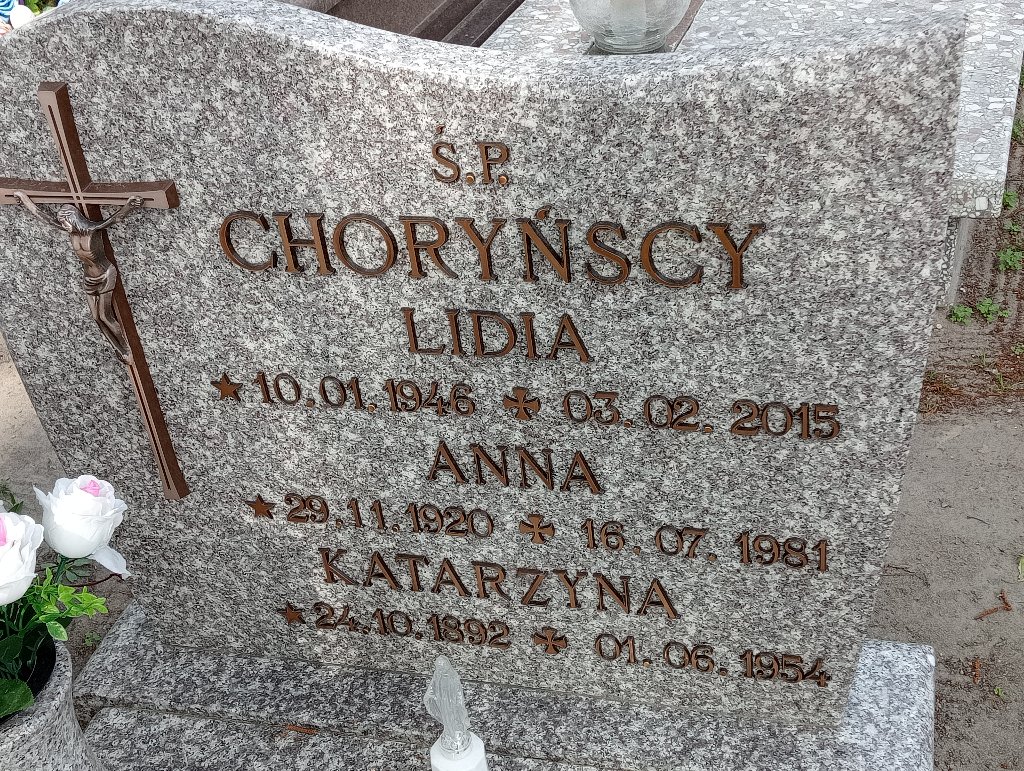 Ś.P.
CHORYŃSCY
LIDIA
★ 10.01.1946 ✠ 03.02.2015
ANNA
★ 29.11.1920 ✠ 16.07.1981
KATARZYNA
★ 24.10.1892 ✠ 01.06.1954